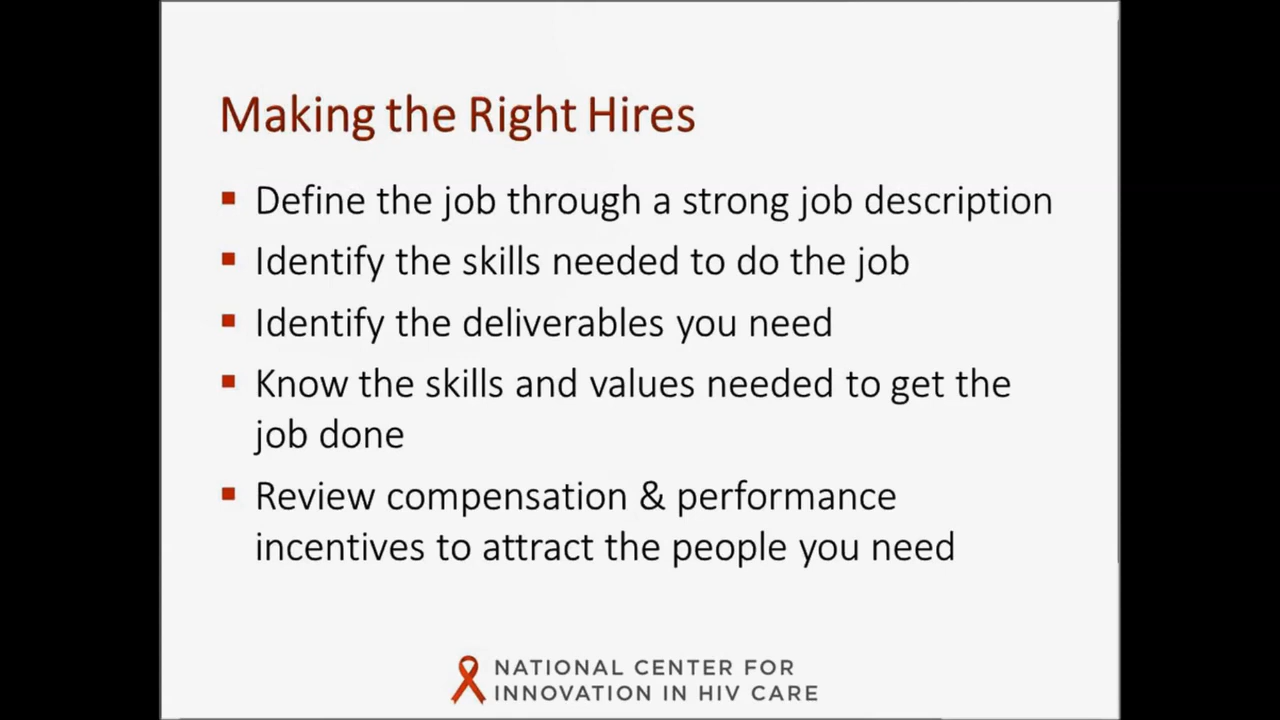 Making the Right Hires
▪ Define the job through a strong job description
▪ Identify the skills needed to do the job
▪ Identify the deliverables you need
▪ Know the skills and values needed to get the
job done
▪ Review compensation & performance
incentives to attract the people you need
NATIONAL CENTER FOR
INNOVATION IN HIV CARE